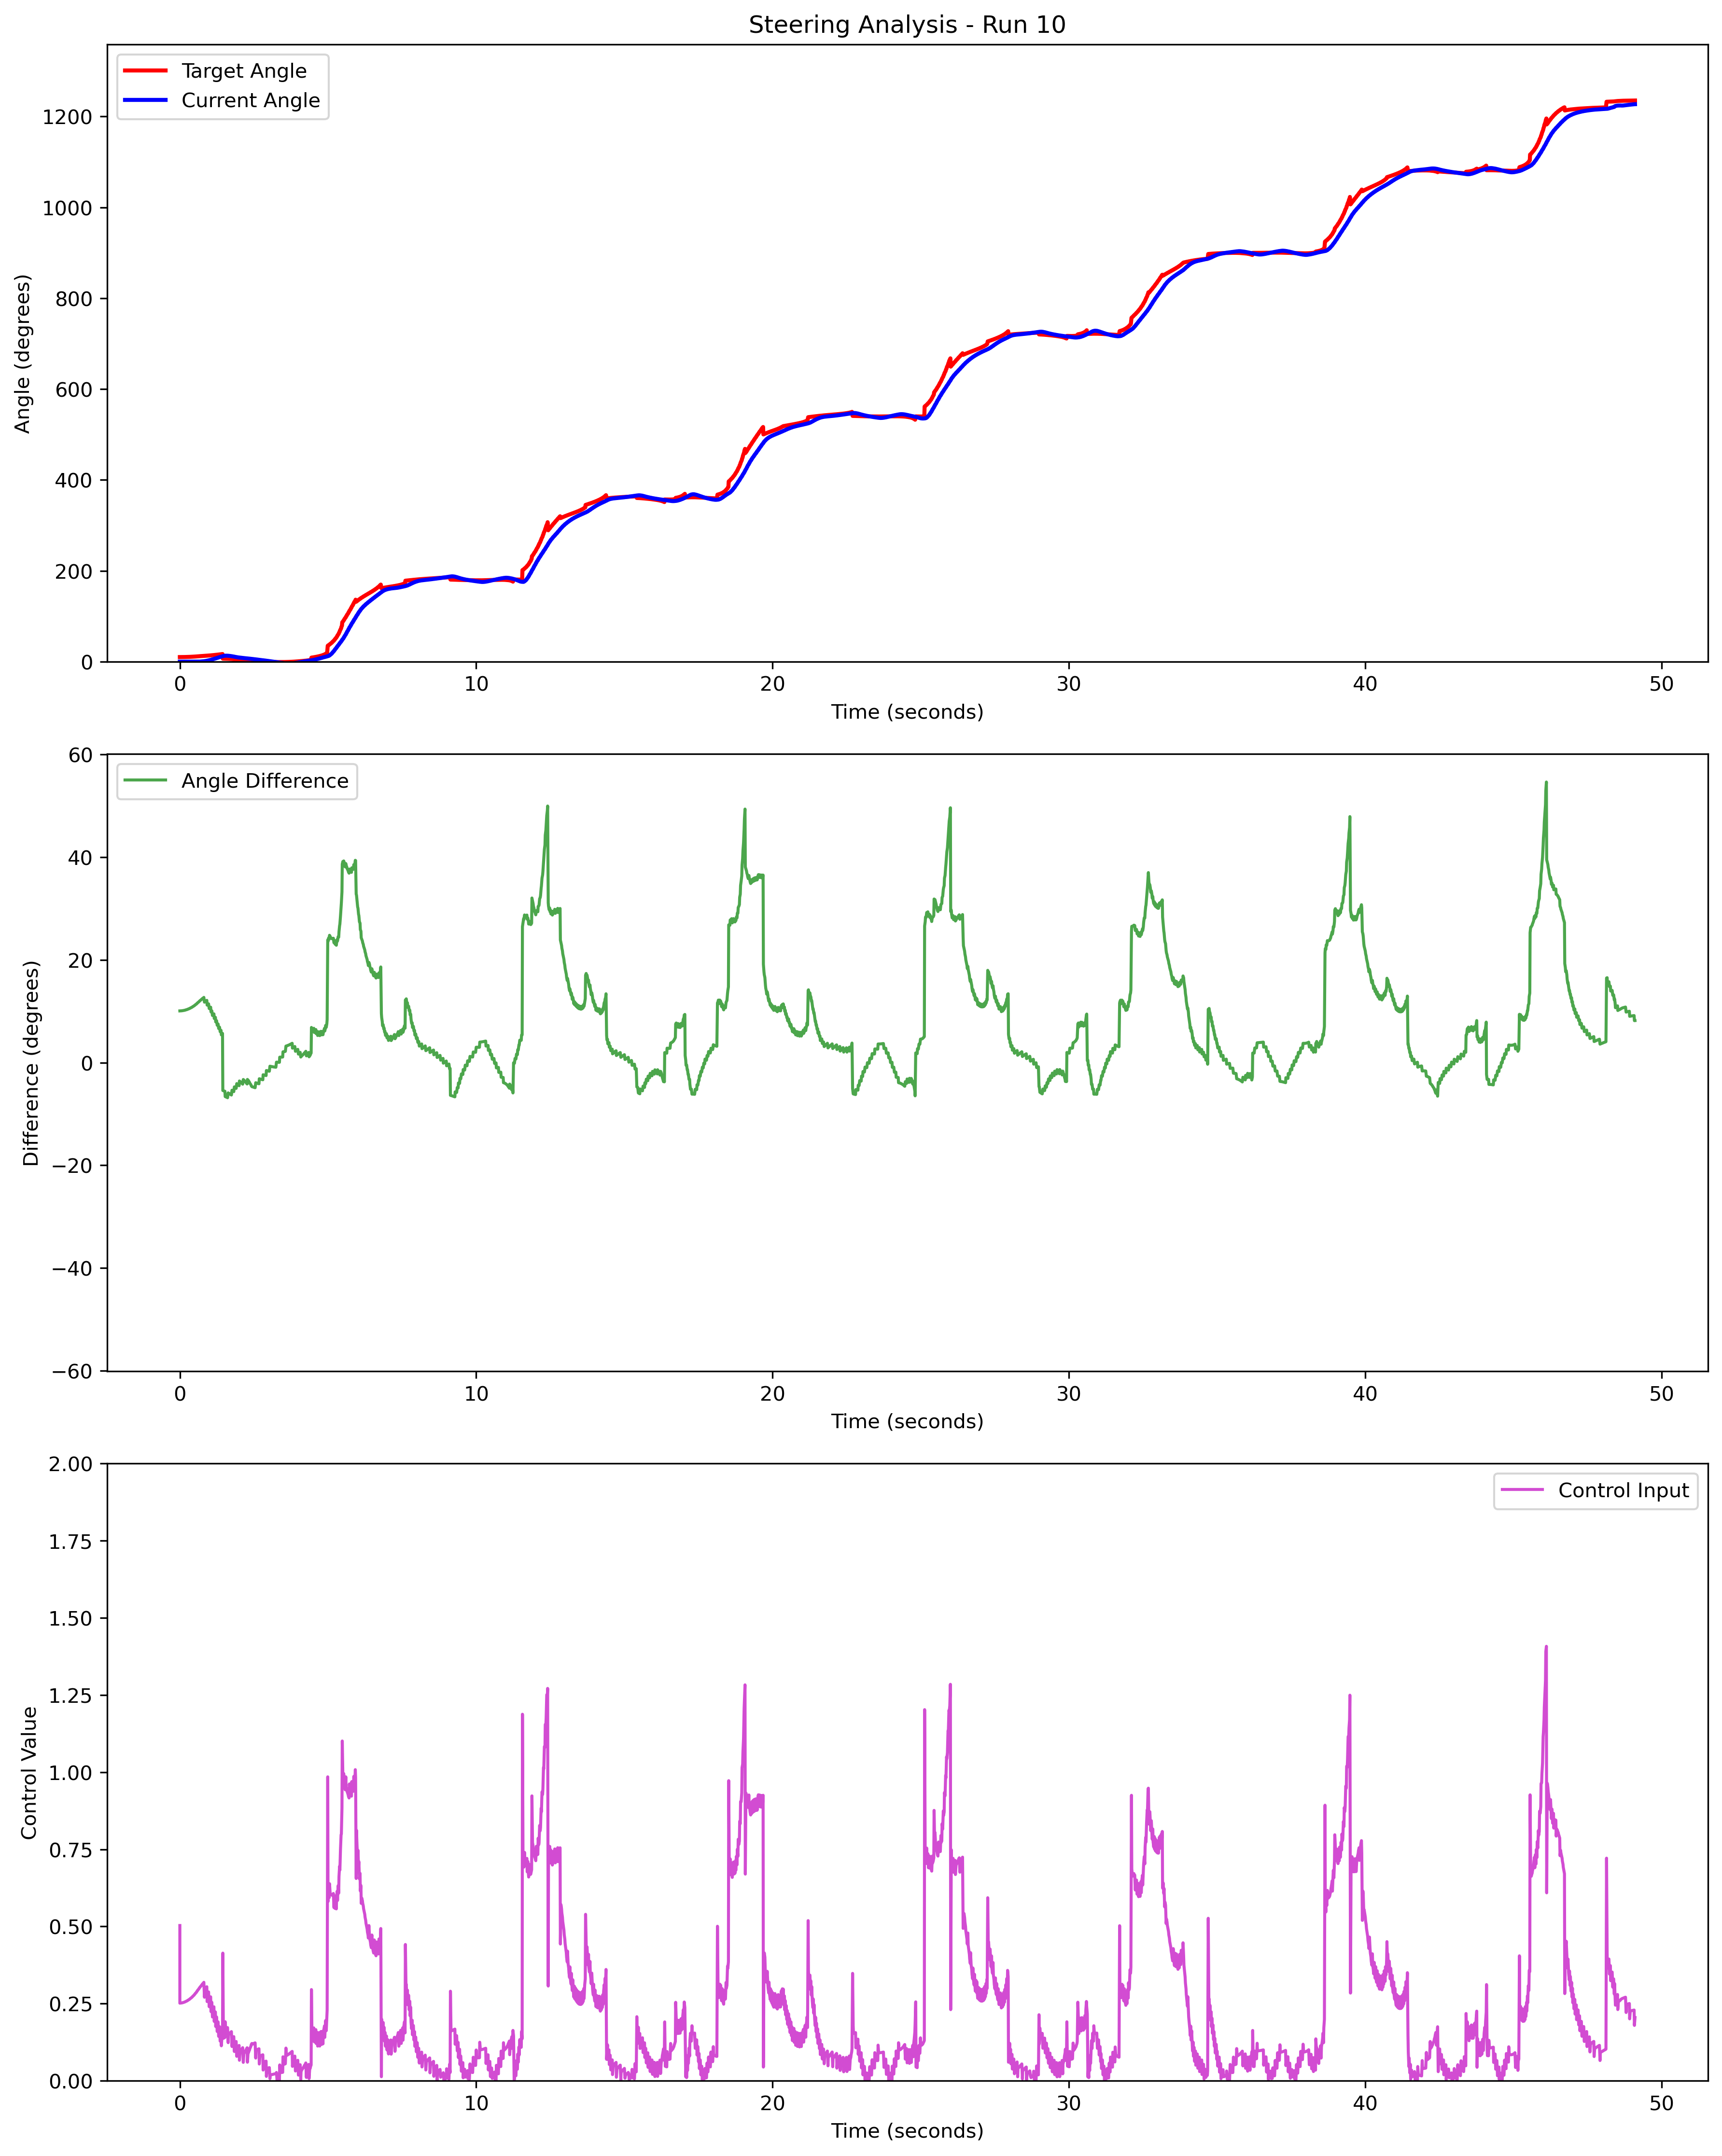 Steering Analysis - Run 10
Target Angle
Current Angle
1200
1000
800
600
400
200
0
Angle (degrees)
0 10 20 30 40 50
Time (seconds)
Angle Difference
60
40
20
0
−20
−40
−60
Difference (degrees)
0 10 20 30 40 50
Time (seconds)
Control Input
2.00
1.75
1.50
1.25
1.00
0.75
0.50
0.25
0.00
Control Value
0 10 20 30 40 50
Time (seconds)